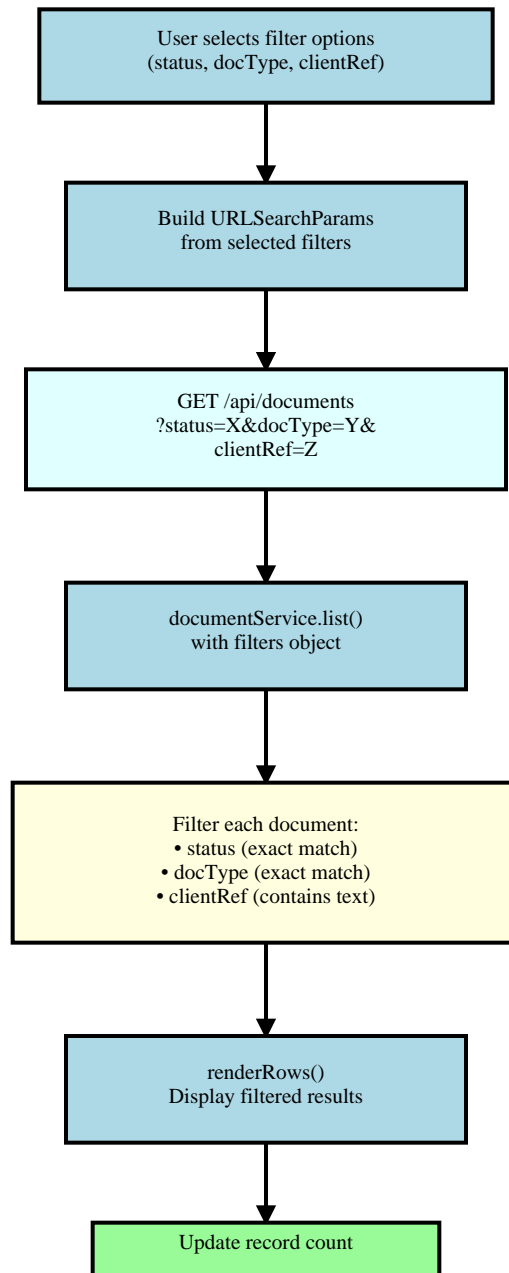 User selects filter options
(status, docType, clientRef)
Build URLSearchParams
from selected filters
GET /api/documents
?status=X&docType=Y&
clientRef=Z
documentService.list()
with filters object
Filter each document:
• status (exact match)
• docType (exact match)
• clientRef (contains text)
renderRows()
Display filtered results
Update record count